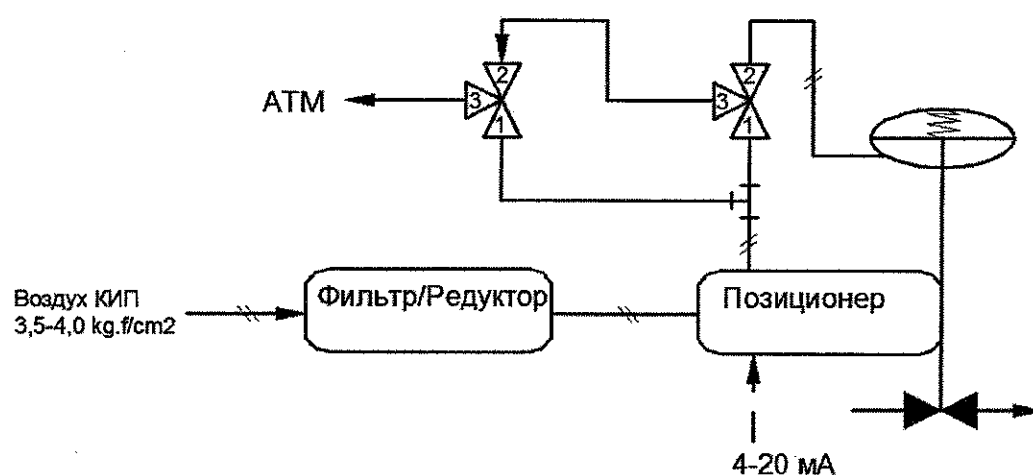 2
2
АТМ
3
3
1
1
Воздух КИП
3,5-4,0 kg.f/cm2
Фильтр/Редуктор
Позиционер
4-20 мА